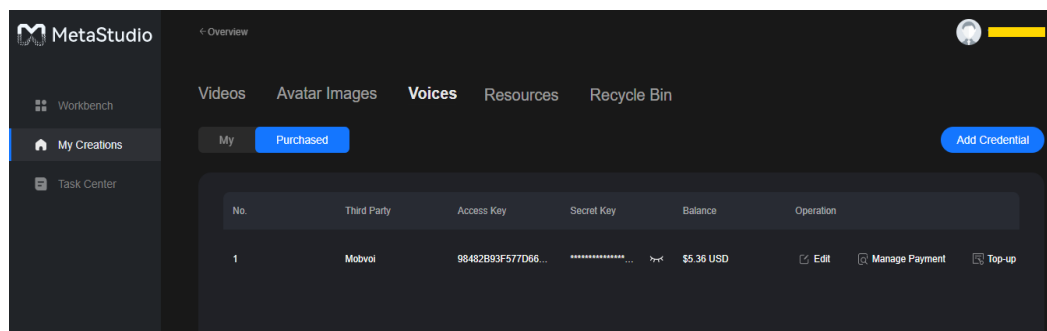 MetaStudio
←Overview
Workbench
My Creations
Task Center
Videos Avatar Images Voices Resources Recycle Bin
My Purchased
Add Credential
No. Third Party Access Key Secret Key Balance Operation
1 Mobvoi 98482B93F577D66... ***************... $5.36 USD Edit Manage Payment Top-up